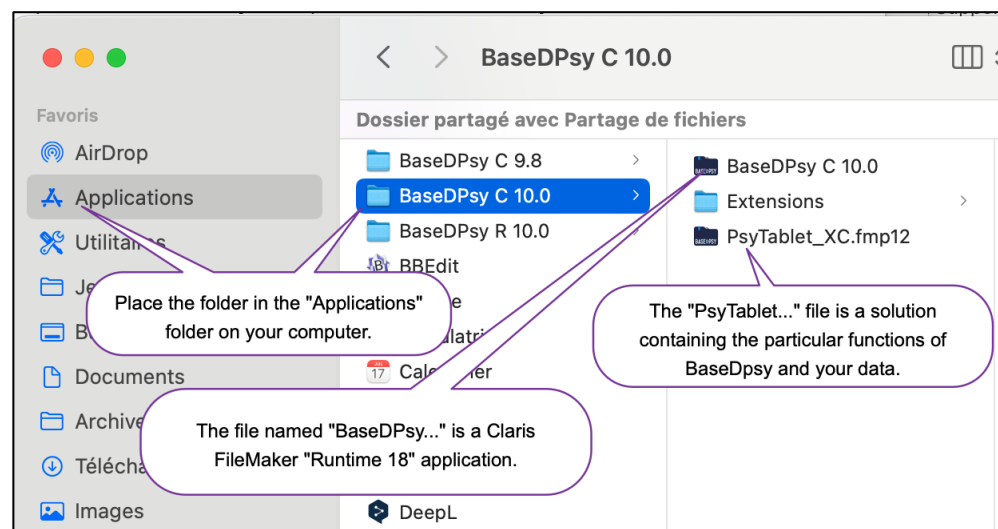 BaseDPsy C 10.0
Favoris
AirDrop
Applications
Utilitaires
Documents
Archive
Images
Dossier partagé avec Partage de fichiers
BaseDPsy C 9.8
BaseDPsy C 10.0
BaseDPsy R 10.0
BBEdit
DeepL
BaseDPsy C 10.0
Extensions
PsyTablet_XC.fmp12
Place the folder in the "Applications"
folder on your computer.
The "PsyTablet..." file is a solution
containing the particular functions of
BaseDpsy and your data.
The file named "BaseDPsy..." is a Claris
FileMaker "Runtime 18" application.